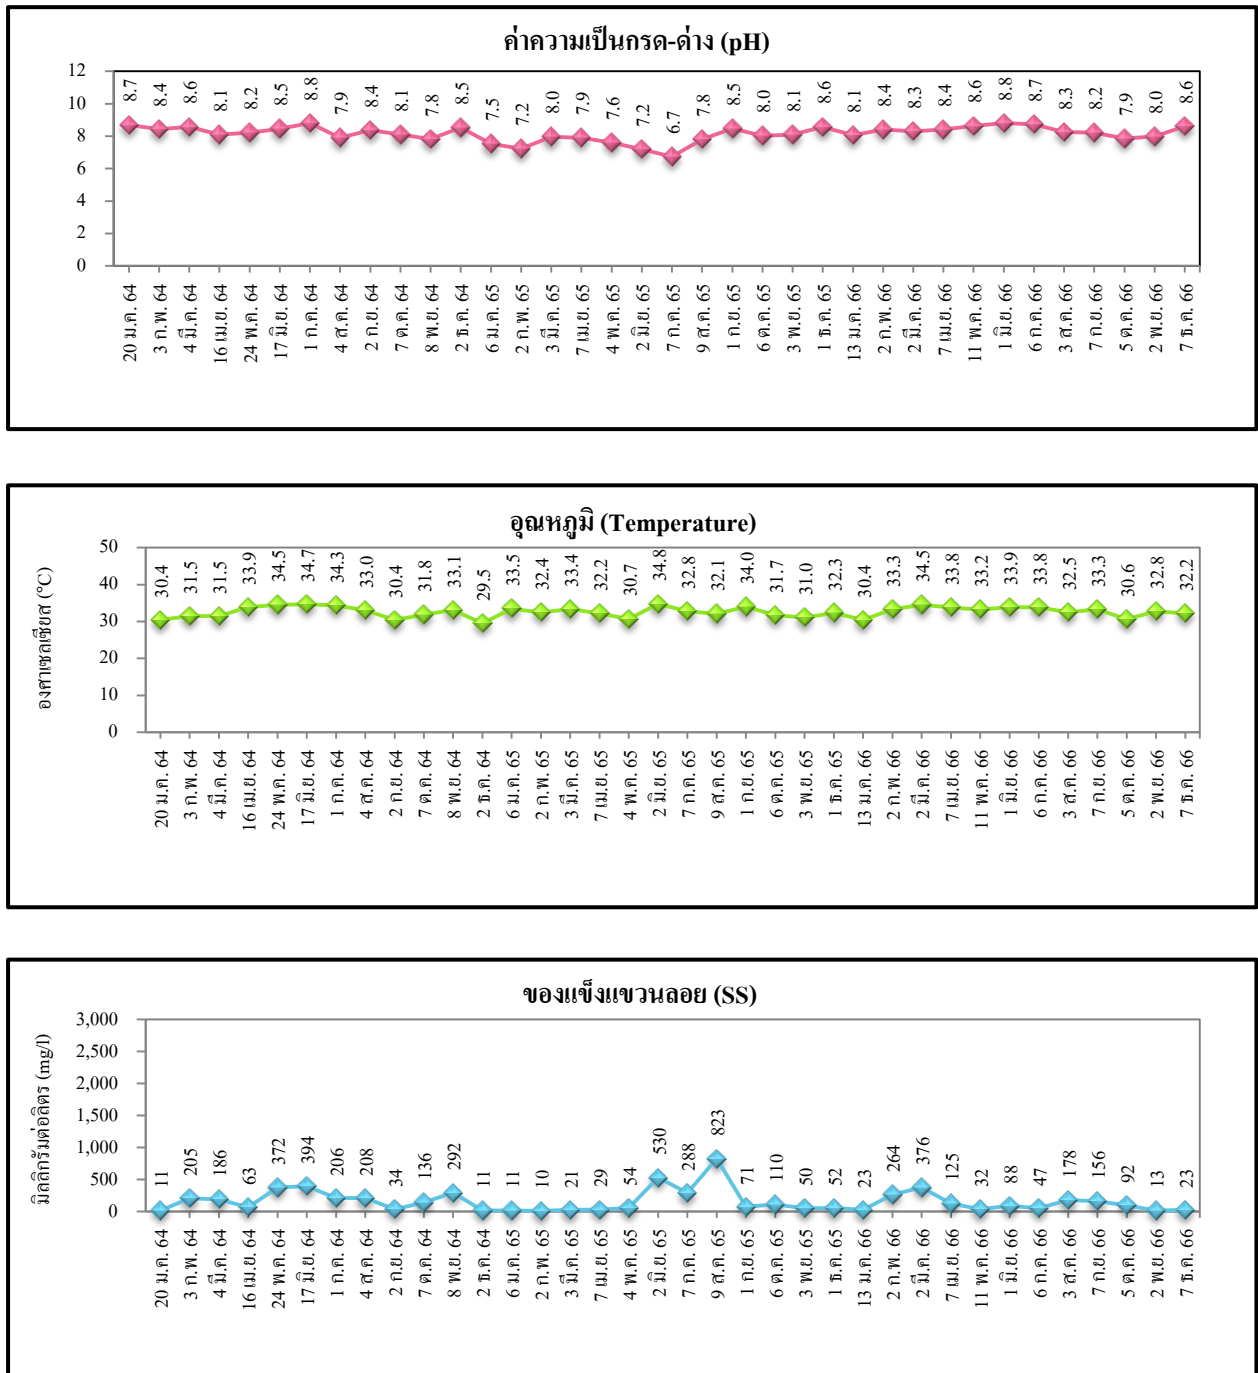 ค่าความเป็นกรด-ด่าง (pH)
12
10
8
6
4
2
0
8.7 8.4 8.6 8.1 8.2 8.5 8.8 7.9 8.4 8.1 7.8 8.5 7.5 7.2 8.0 7.9 7.6 7.2 6.7 7.8 8.5 8.0 8.1 8.6 8.1 8.4 8.3 8.4 8.6 8.8 8.7 8.3 8.2 7.9 8.0 8.6
20 ม.ค. 64
3 ก.พ. 64
4 มี.ค. 64
16 เม.ย. 64
24 พ.ค. 64
17 มิ.ย. 64
1 ก.ค. 64
4 ส.ค. 64
2 ก.ย. 64
7 ต.ค. 64
8 พ.ย. 64
2 ธ.ค. 64
6 ม.ค. 65
2 ก.พ. 65
3 มี.ค. 65
7 เม.ย. 65
4 พ.ค. 65
2 มิ.ย. 65
7 ก.ค. 65
9 ส.ค. 65
1 ก.ย. 65
6 ต.ค. 65
3 พ.ย. 65
1 ธ.ค. 65
13 ม.ค. 66
2 ก.พ. 66
2 มี.ค. 66
7 เม.ย. 66
11 พ.ค. 66
1 มิ.ย. 66
6 ก.ค. 66
3 ส.ค. 66
7 ก.ย. 66
5 ต.ค. 66
2 พ.ย. 66
7 ธ.ค. 66
อุณหภูมิ (Temperature)
องศาเซลเซียส (°C)
50
40
30
20
10
0
30.4 31.5 31.5 33.9 34.5 34.7 34.3 33.0 30.4 31.8 33.1 29.5 33.5 32.4 33.4 32.2 30.7 34.8 32.8 32.1 34.0 31.7 31.0 32.3 30.4 33.3 34.5 33.8 33.2 33.9 33.8 32.5 33.3 30.6 32.8 32.2
20 ม.ค. 64
3 ก.พ. 64
4 มี.ค. 64
16 เม.ย. 64
24 พ.ค. 64
17 มิ.ย. 64
1 ก.ค. 64
4 ส.ค. 64
2 ก.ย. 64
7 ต.ค. 64
8 พ.ย. 64
2 ธ.ค. 64
6 ม.ค. 65
2 ก.พ. 65
3 มี.ค. 65
7 เม.ย. 65
4 พ.ค. 65
2 มิ.ย. 65
7 ก.ค. 65
9 ส.ค. 65
1 ก.ย. 65
6 ต.ค. 65
3 พ.ย. 65
1 ธ.ค. 65
13 ม.ค. 66
2 ก.พ. 66
2 มี.ค. 66
7 เม.ย. 66
11 พ.ค. 66
1 มิ.ย. 66
6 ก.ค. 66
3 ส.ค. 66
7 ก.ย. 66
5 ต.ค. 66
2 พ.ย. 66
7 ธ.ค. 66
ของแข็งแขวนลอย (SS)
มิลลิกรัมต่อลิตร (mg/l)
3,000
2,500
2,000
1,500
1,000
500
0
11 205 186 63 372 394 206 208 34 136 292 11 11 10 21 29 54 530 288 823 71 110 50 52 23 264 376 125 32 88 47 178 156 92 13 23
20 ม.ค. 64
3 ก.พ. 64
4 มี.ค. 64
16 เม.ย. 64
24 พ.ค. 64
17 มิ.ย. 64
1 ก.ค. 64
4 ส.ค. 64
2 ก.ย. 64
7 ต.ค. 64
8 พ.ย. 64
2 ธ.ค. 64
6 ม.ค. 65
2 ก.พ. 65
3 มี.ค. 65
7 เม.ย. 65
4 พ.ค. 65
2 มิ.ย. 65
7 ก.ค. 65
9 ส.ค. 65
1 ก.ย. 65
6 ต.ค. 65
3 พ.ย. 65
1 ธ.ค. 65
13 ม.ค. 66
2 ก.พ. 66
2 มี.ค. 66
7 เม.ย. 66
11 พ.ค. 66
1 มิ.ย. 66
6 ก.ค. 66
3 ส.ค. 66
7 ก.ย. 66
5 ต.ค. 66
2 พ.ย. 66
7 ธ.ค. 66